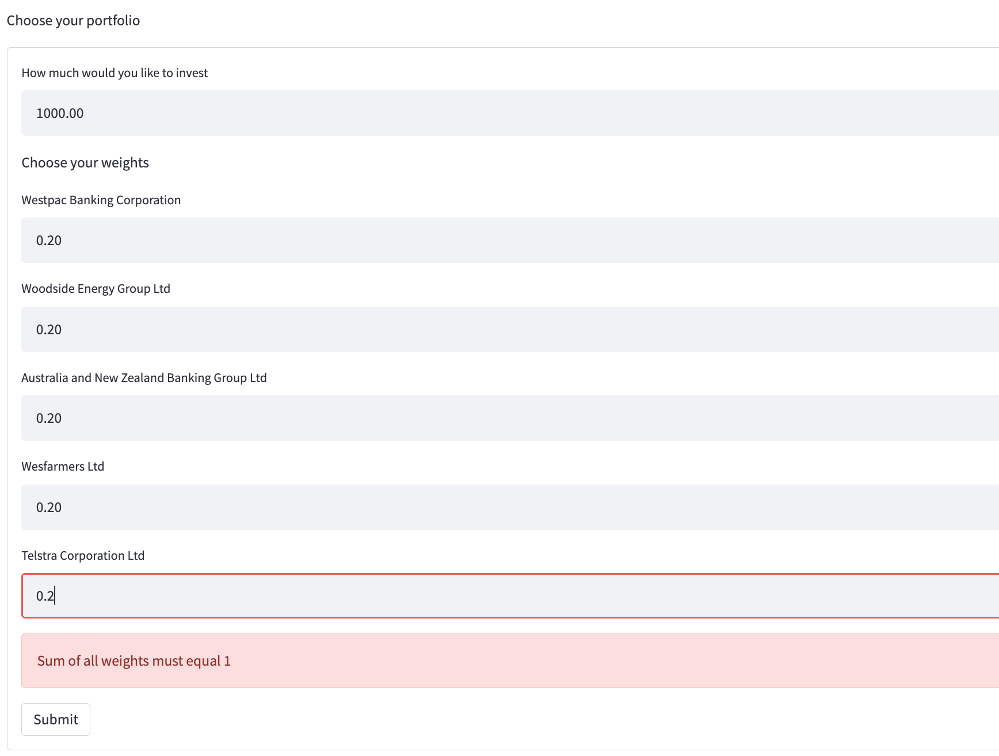 Choose your portfolio
How much would you like to invest
1000.00
Choose your weights
Westpac Banking Corporation
0.20
Woodside Energy Group Ltd
0.20
Australia and New Zealand Banking Group Ltd
0.20
Wesfarmers Ltd
0.20
Telstra Corporation Ltd
0.2
Sum of all weights must equal 1
Submit